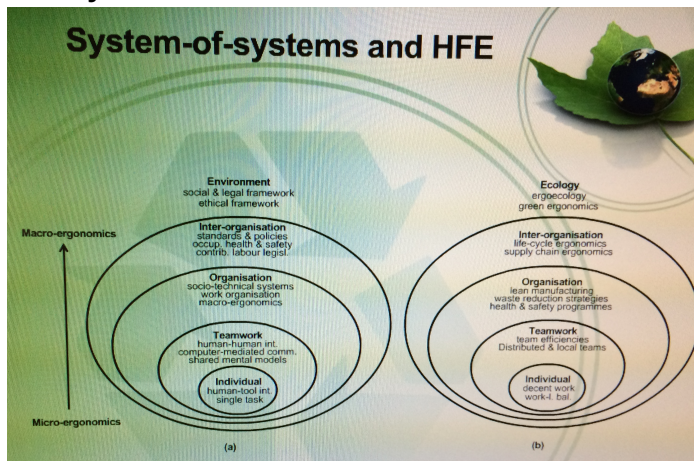 System-of-systems and HFE
Macro-ergonomics
Micro-ergonomics
Environment
social & legal framework
ethical framework
Inter-organisation
standards & policies
occup. health & safety
contrib. labour legisl.
Organisation
socio-technical systems
work organisation
macro-ergonomics
Teamwork
human-human int.
computer-mediated comm.
shared mental models
Individual
human-tool int.
single task
(a)
Ecology
ergoecology
green ergonomics
Inter-organisation
life-cycle ergonomics
supply chain ergonomics
Organisation
lean manufacturing
waste reduction strategies
health & safety programmes
Teamwork
team efficiencies
Distributed & local teams
Individual
decent work
work-l. bal.
(b)